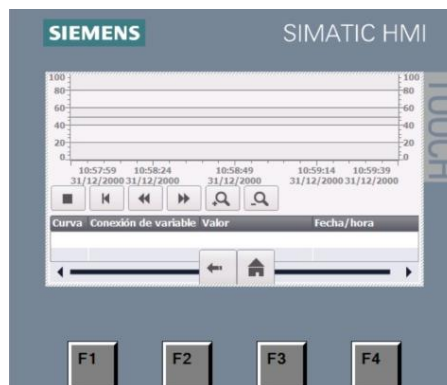 SIEMENS
SIMATIC HMI
TOUCH
100
100
80
80
60
60
40
40
20
20
0
0
10:57:59 10:58:24 10:58:49 10:59:14 10:59:39
31/12/2000 31/12/2000 31/12/2000 31/12/2000 31/12/2000
Curva Conexión de variable Valor Fecha/hora
F1 F2 F3 F4